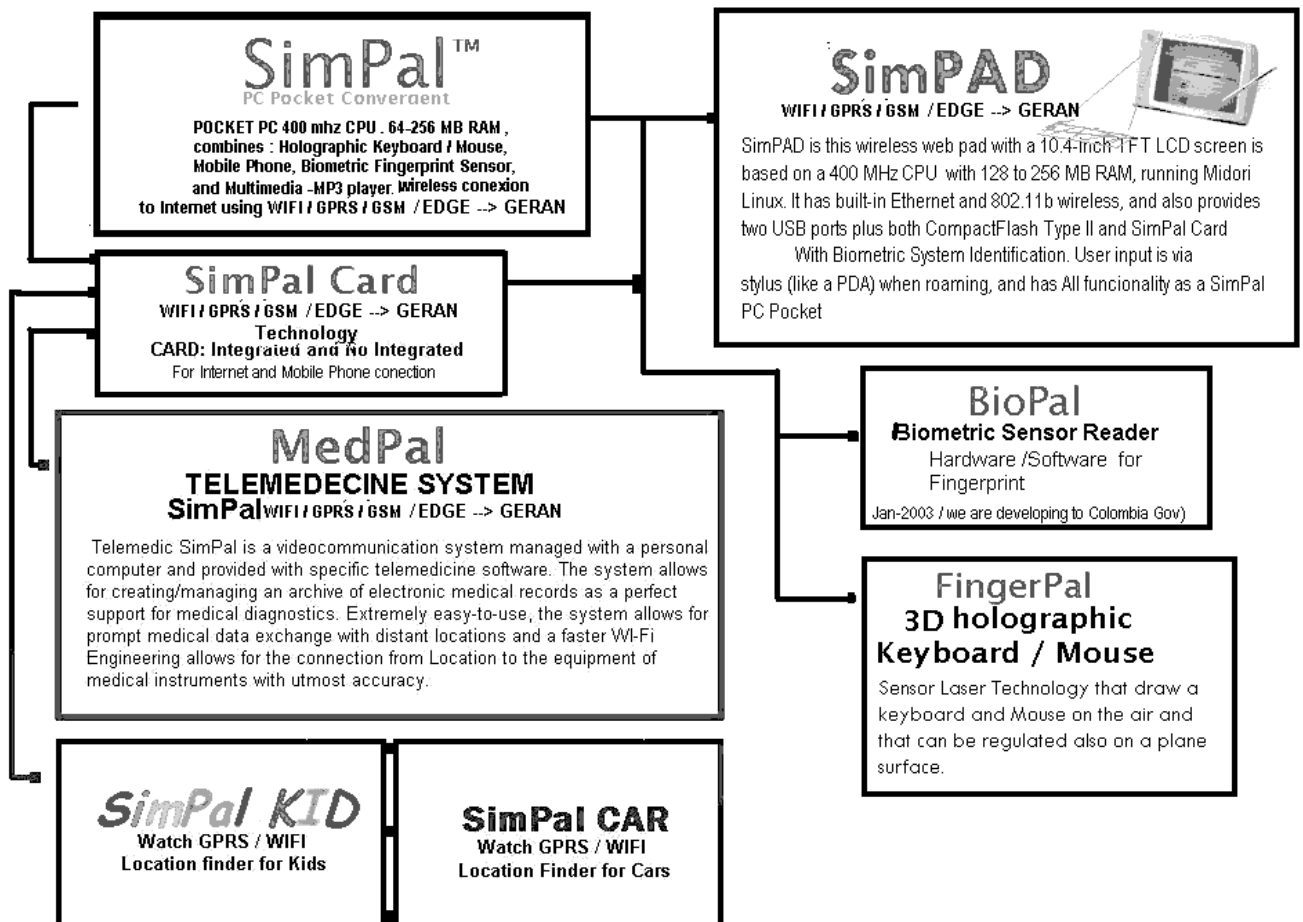 SimPal™
PC Pocket Convergent
POCKET PC 400 mhz CPU . 64-256 MB RAM ,
combines : Holographic Keyboard / Mouse,
Mobile Phone, Biometric Fingerprint Sensor,
and Multimedia -MP3 player. wireless conexion
to Internet using WIFI / GPRS / GSM / EDGE --> GERAN
SimPAD
WIFI / GPRS / GSM / EDGE --> GERAN
SimPAD is this wireless web pad with a 10.4-inch TFT LCD screen is
based on a 400 MHz CPU with 128 to 256 MB RAM, running Midori
Linux. It has built-in Ethernet and 802.11b wireless, and also provides
two USB ports plus both CompactFlash Type II and SimPal Card
With Biometric System Identification. User input is via
stylus (like a PDA) when roaming, and has All funcionality as a SimPal
PC Pocket
SimPal Card
WIFI / GPRS / GSM / EDGE --> GERAN
Technology
CARD: Integrated and No Integrated
For Internet and Mobile Phone conection
BioPal
Biometric Sensor Reader
Hardware /Software for
Fingerprint
Jan-2003 / we are developing to Colombia Gov)
MedPal
TELEMEDECINE SYSTEM
SimPal WIFI / GPRS / GSM / EDGE --> GERAN
Telemedic SimPal is a videocommunication system managed with a personal
computer and provided with specific telemedicine software. The system allows
for creating/managing an archive of electronic medical records as a perfect
support for medical diagnostics. Extremely easy-to-use, the system allows for
prompt medical data exchange with distant locations and a faster WI-Fi
Engineering allows for the connection from Location to the equipment of
medical instruments with utmost accuracy.
FingerPal
3D holographic
Keyboard / Mouse
Sensor Laser Technology that draw a
keyboard and Mouse on the air and
that can be regulated also on a plane
surface.
SimPal KID
Watch GPRS / WIFI
Location finder for Kids
SimPal CAR
Watch GPRS / WIFI
Location Finder for Cars